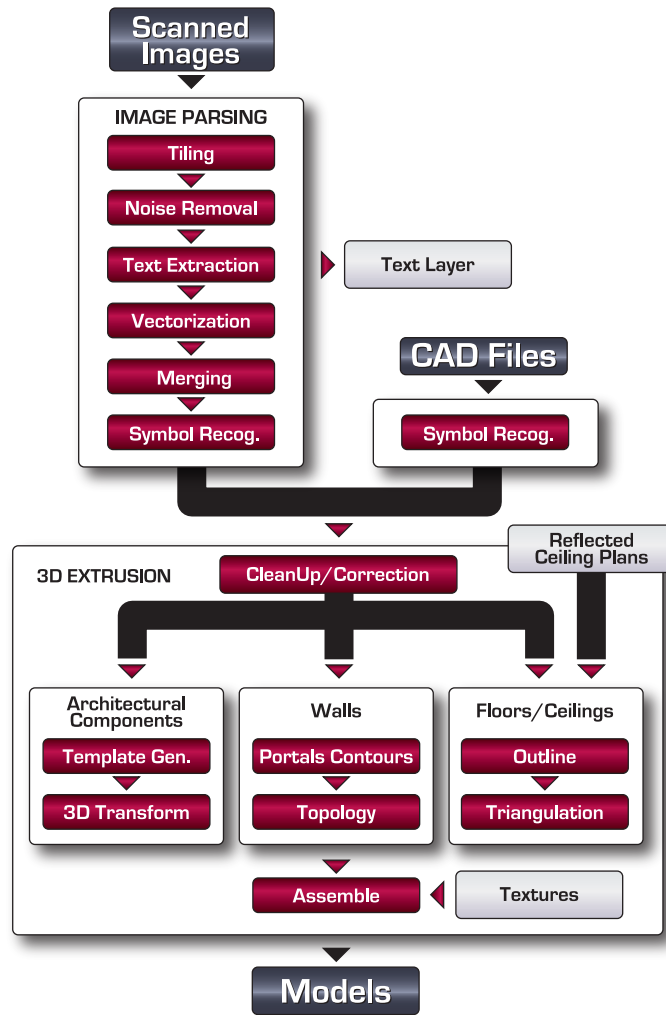 Scanned
Images
IMAGE PARSING
Tiling
Noise Removal
Text Extraction
Text Layer
Vectorization
Merging
Symbol Recog.
CAD Files
Symbol Recog.
Reflected
Ceiling Plans
3D EXTRUSION
CleanUp/Correction
Architectural
Components
Template Gen.
3D Transform
Walls
Portals Contours
Topology
Floors/Ceilings
Outline
Triangulation
Assemble
Textures
Models